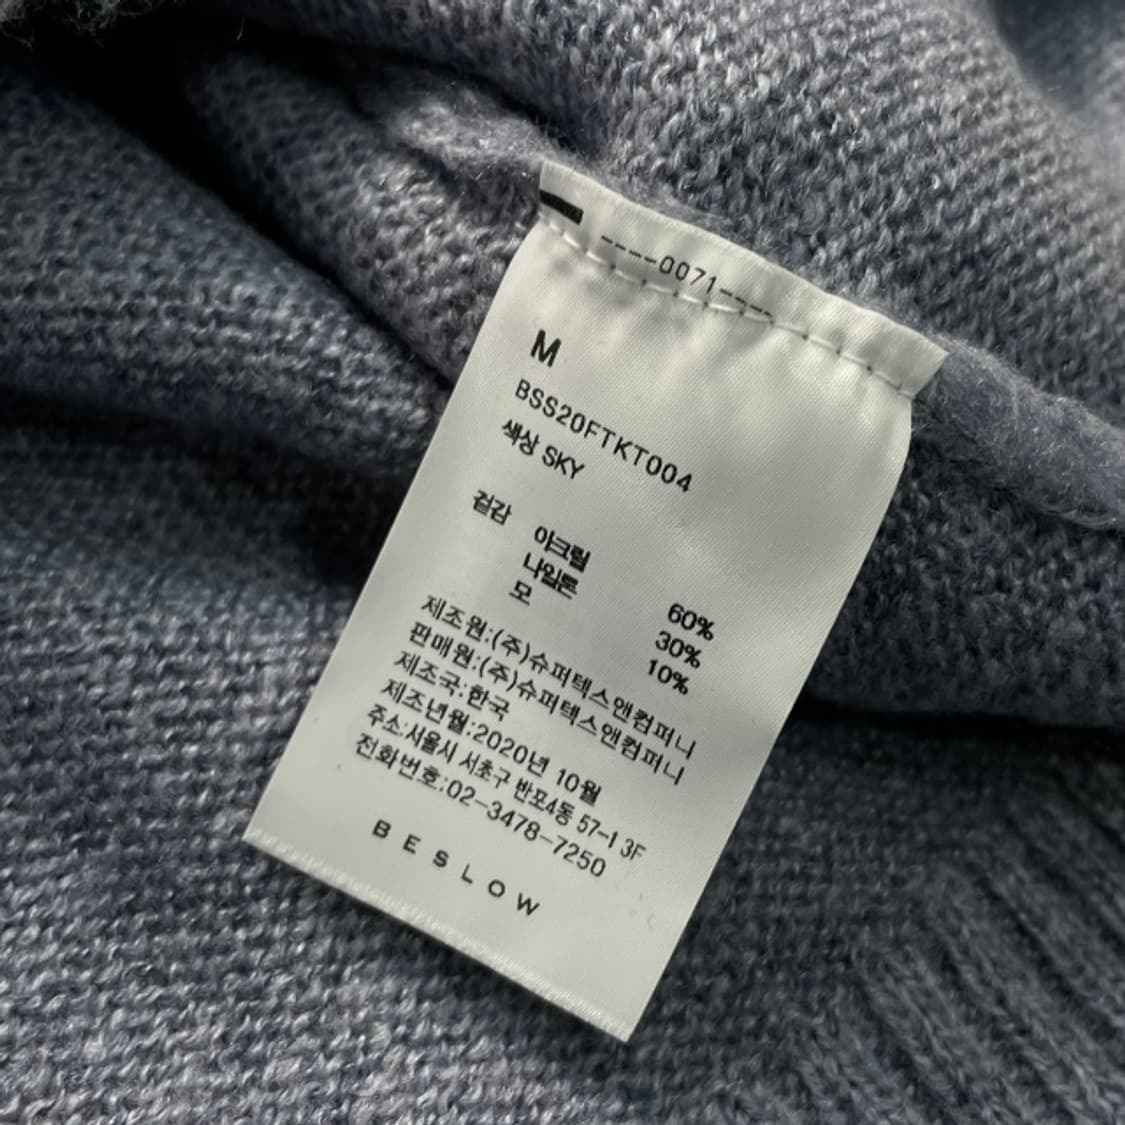 ----0071----
M
BSS20FTKT004
색상 SKY
겉감 아크릴 60%
나일론 30%
모 10%
제조원:(주)슈퍼텍스앤컴퍼니
판매원:(주)슈퍼텍스앤컴퍼니
제조국:한국
제조년월:2020년 10월
주소:서울시 서초구 반포4동 57-1 3F
전화번호:02-3478-7250
BESLOW